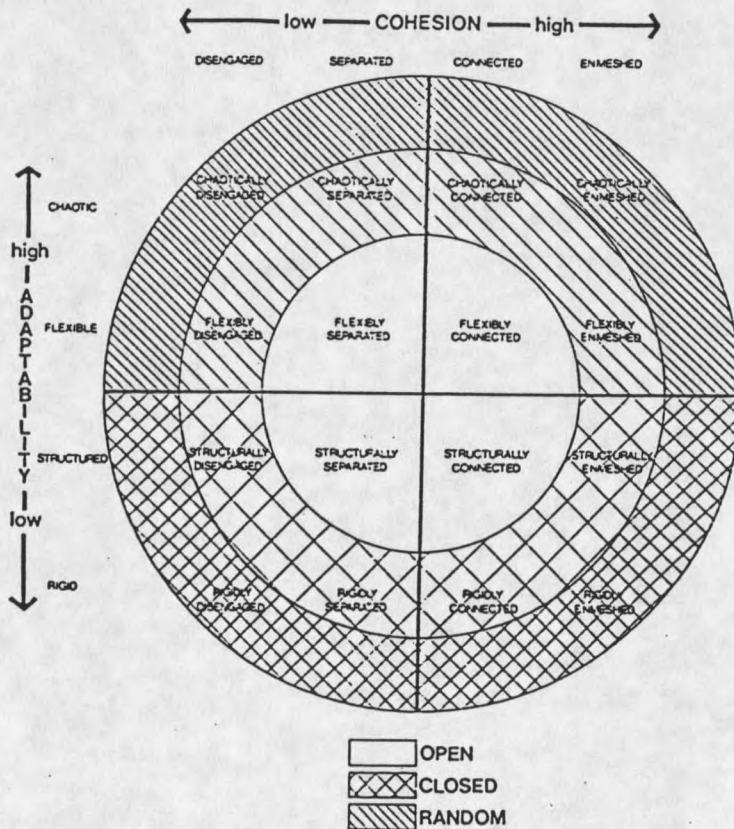 low COHESION high
DISENGAGED SEPARATED CONNECTED ENMESHED
CHAOTIC
CHAOTICALLY DISENGAGED
CHAOTICALLY SEPARATED
CHAOTICALLY CONNECTED
CHAOTICALLY ENMESHED
high
ADAPTABILITY
low
FLEXIBLE
FLEXIBLY DISENGAGED
FLEXIBLY SEPARATED
FLEXIBLY CONNECTED
FLEXIBLY ENMESHED
STRUCTURED
STRUCTURALLY DISENGAGED
STRUCTURALLY SEPARATED
STRUCTURALLY CONNECTED
STRUCTURALLY ENMESHED
RIGID
RIGIDLY DISENGAGED
RIGIDLY SEPARATED
RIGIDLY CONNECTED
RIGIDLY ENMESHED
OPEN
CLOSED
RANDOM